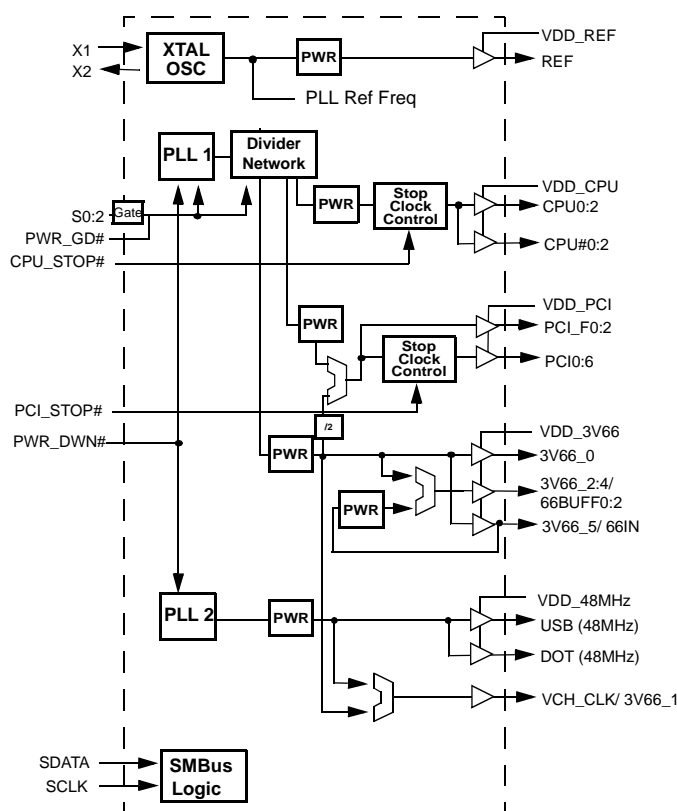 X1
X2
XTAL
OSC
PWR
VDD_REF
REF
PLL Ref Freq
PLL 1
Divider
Network
PWR
Stop
Clock
Control
VDD_CPU
CPU0:2
CPU#0:2
S0:2
Gate
PWR_GD#
CPU_STOP#
PWR
VDD_PCI
PCI_F0:2
Stop
Clock
Control
PCI0:6
PCI_STOP#
/2
PWR_DWN#
PWR
VDD_3V66
3V66_0
3V66_2:4/
66BUFF0:2
PWR
3V66_5/ 66IN
PLL 2
PWR
VDD_48MHz
USB (48MHz)
DOT (48MHz)
VCH_CLK/ 3V66_1
SDATA
SCLK
SMBus
Logic